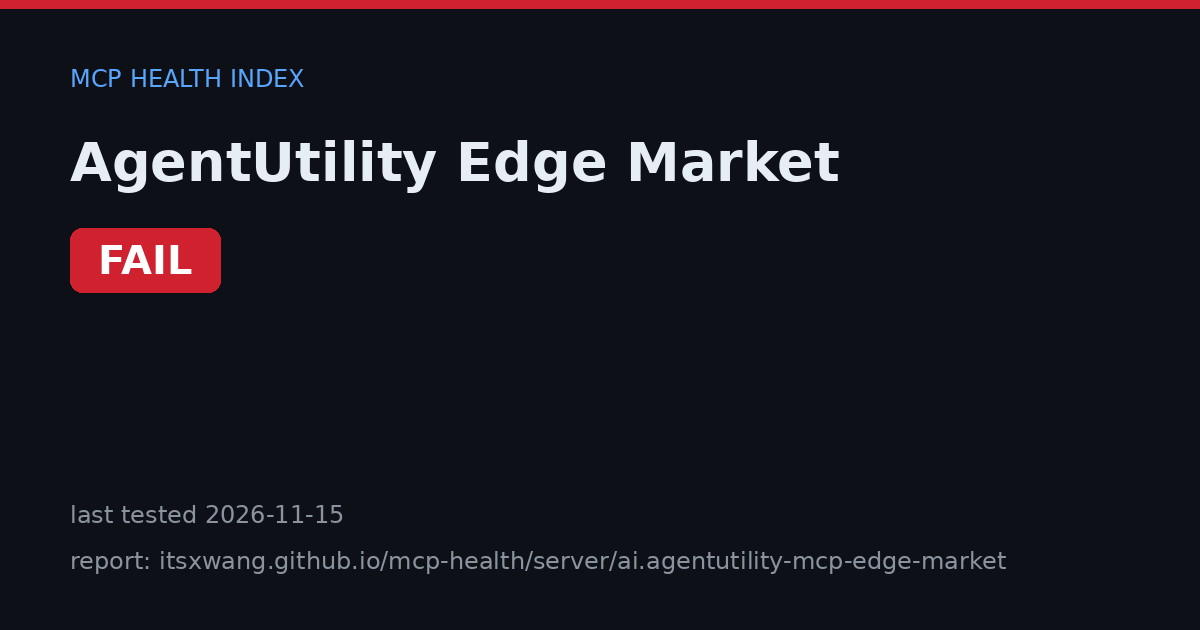 MCP HEALTH INDEX
AgentUtility Edge Market
FAIL
last tested 2026-11-15
report: itsxwang.github.io/mcp-health/server/ai.agentutility-mcp-edge-market